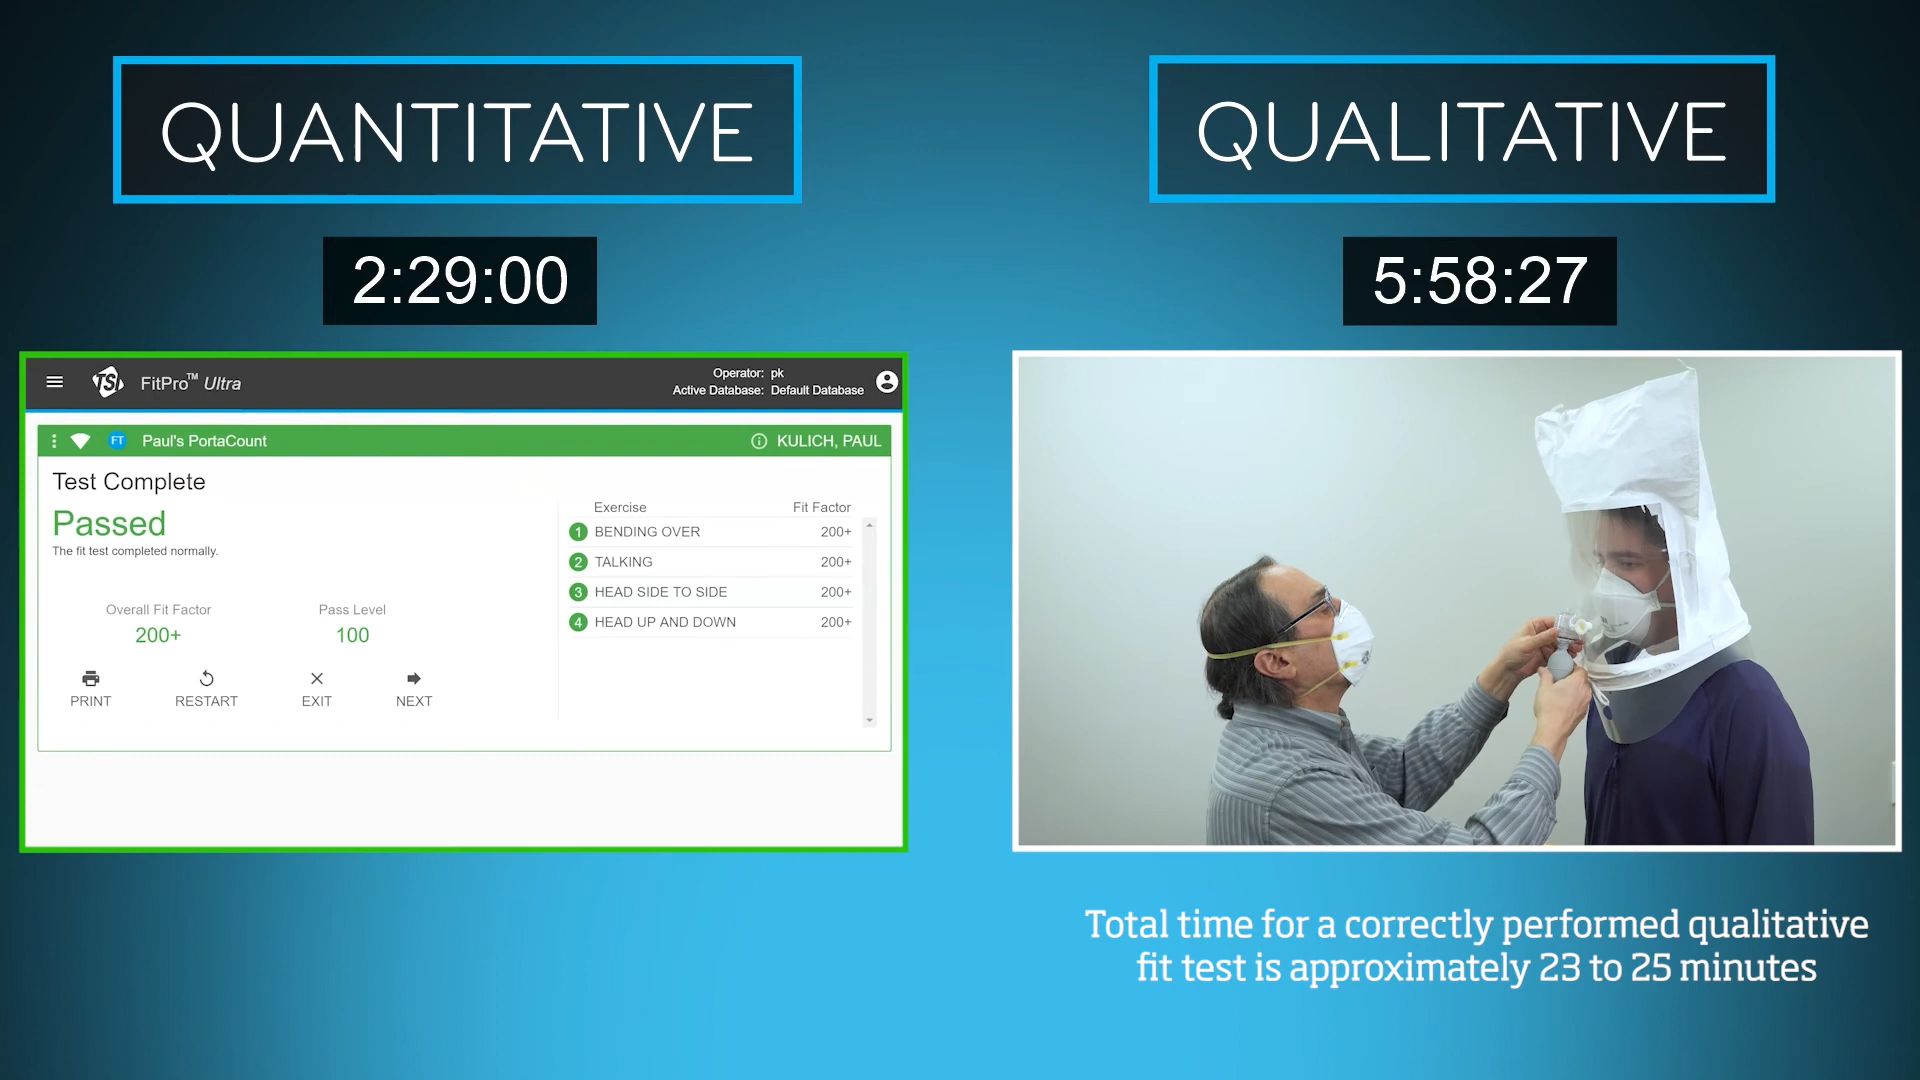 QUANTITATIVE
2:29:00
TSI FitPro™ Ultra
Operator: pk
Active Database: Default Database
FT Paul's PortaCount
KULICH, PAUL
Test Complete
Passed
The fit test completed normally.
Overall Fit Factor Pass Level
200+ 100
PRINT RESTART EXIT NEXT
Exercise Fit Factor
1 BENDING OVER 200+
2 TALKING 200+
3 HEAD SIDE TO SIDE 200+
4 HEAD UP AND DOWN 200+
QUALITATIVE
5:58:27
Total time for a correctly performed qualitative
fit test is approximately 23 to 25 minutes